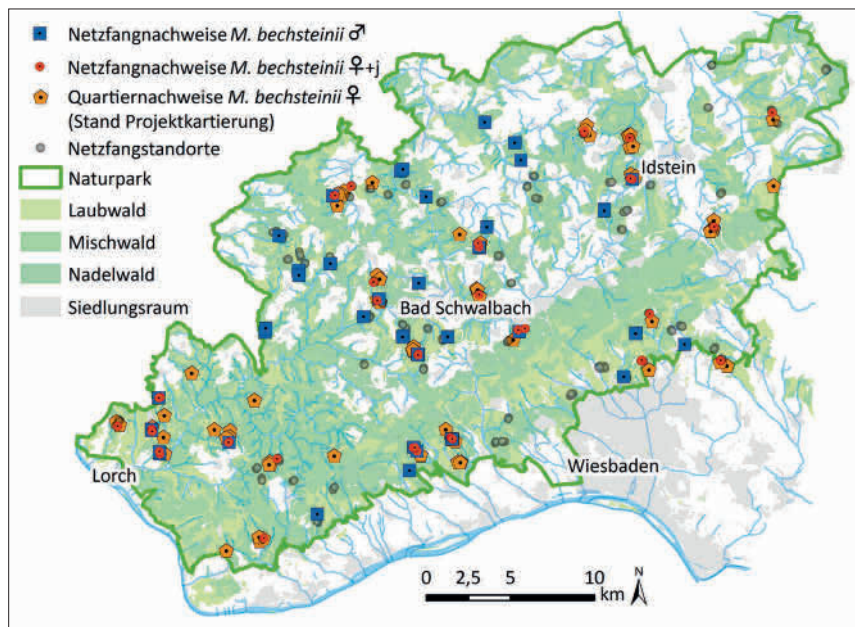 Netzfangnachweise M. bechsteinii ♂
Netzfangnachweise M. bechsteinii ♀+j
Quartiernachweise M. bechsteinii ♀
(Stand Projektkartierung)
Netzfangstandorte
Naturpark
Laubwald
Mischwald
Nadelwald
Siedlungsraum
Idstein
Bad Schwalbach
Lorch
Wiesbaden
0 2,5 5 10
km
N